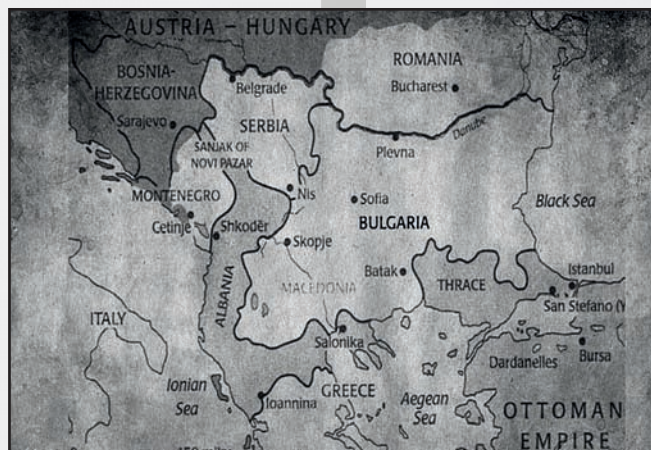 AUSTRIA – HUNGARY
BOSNIA-
HERZEGOVINA
ROMANIA
Belgrade
Bucharest
Sarajevo
SERBIA
Danube
SANJAK OF
NOVI PAZAR
Plevna
MONTENEGRO
Nis
Sofia
Black Sea
Cetinje
Shkodër
BULGARIA
Skopje
Batak
THRACE
Istanbul
ALBANIA
MACEDONIA
San Stefano (Y
ITALY
Salonika
Dardanelles
Bursa
Ionian
Sea
GREECE
Ioannina
Aegean
Sea
OTTOMAN
EMPIRE